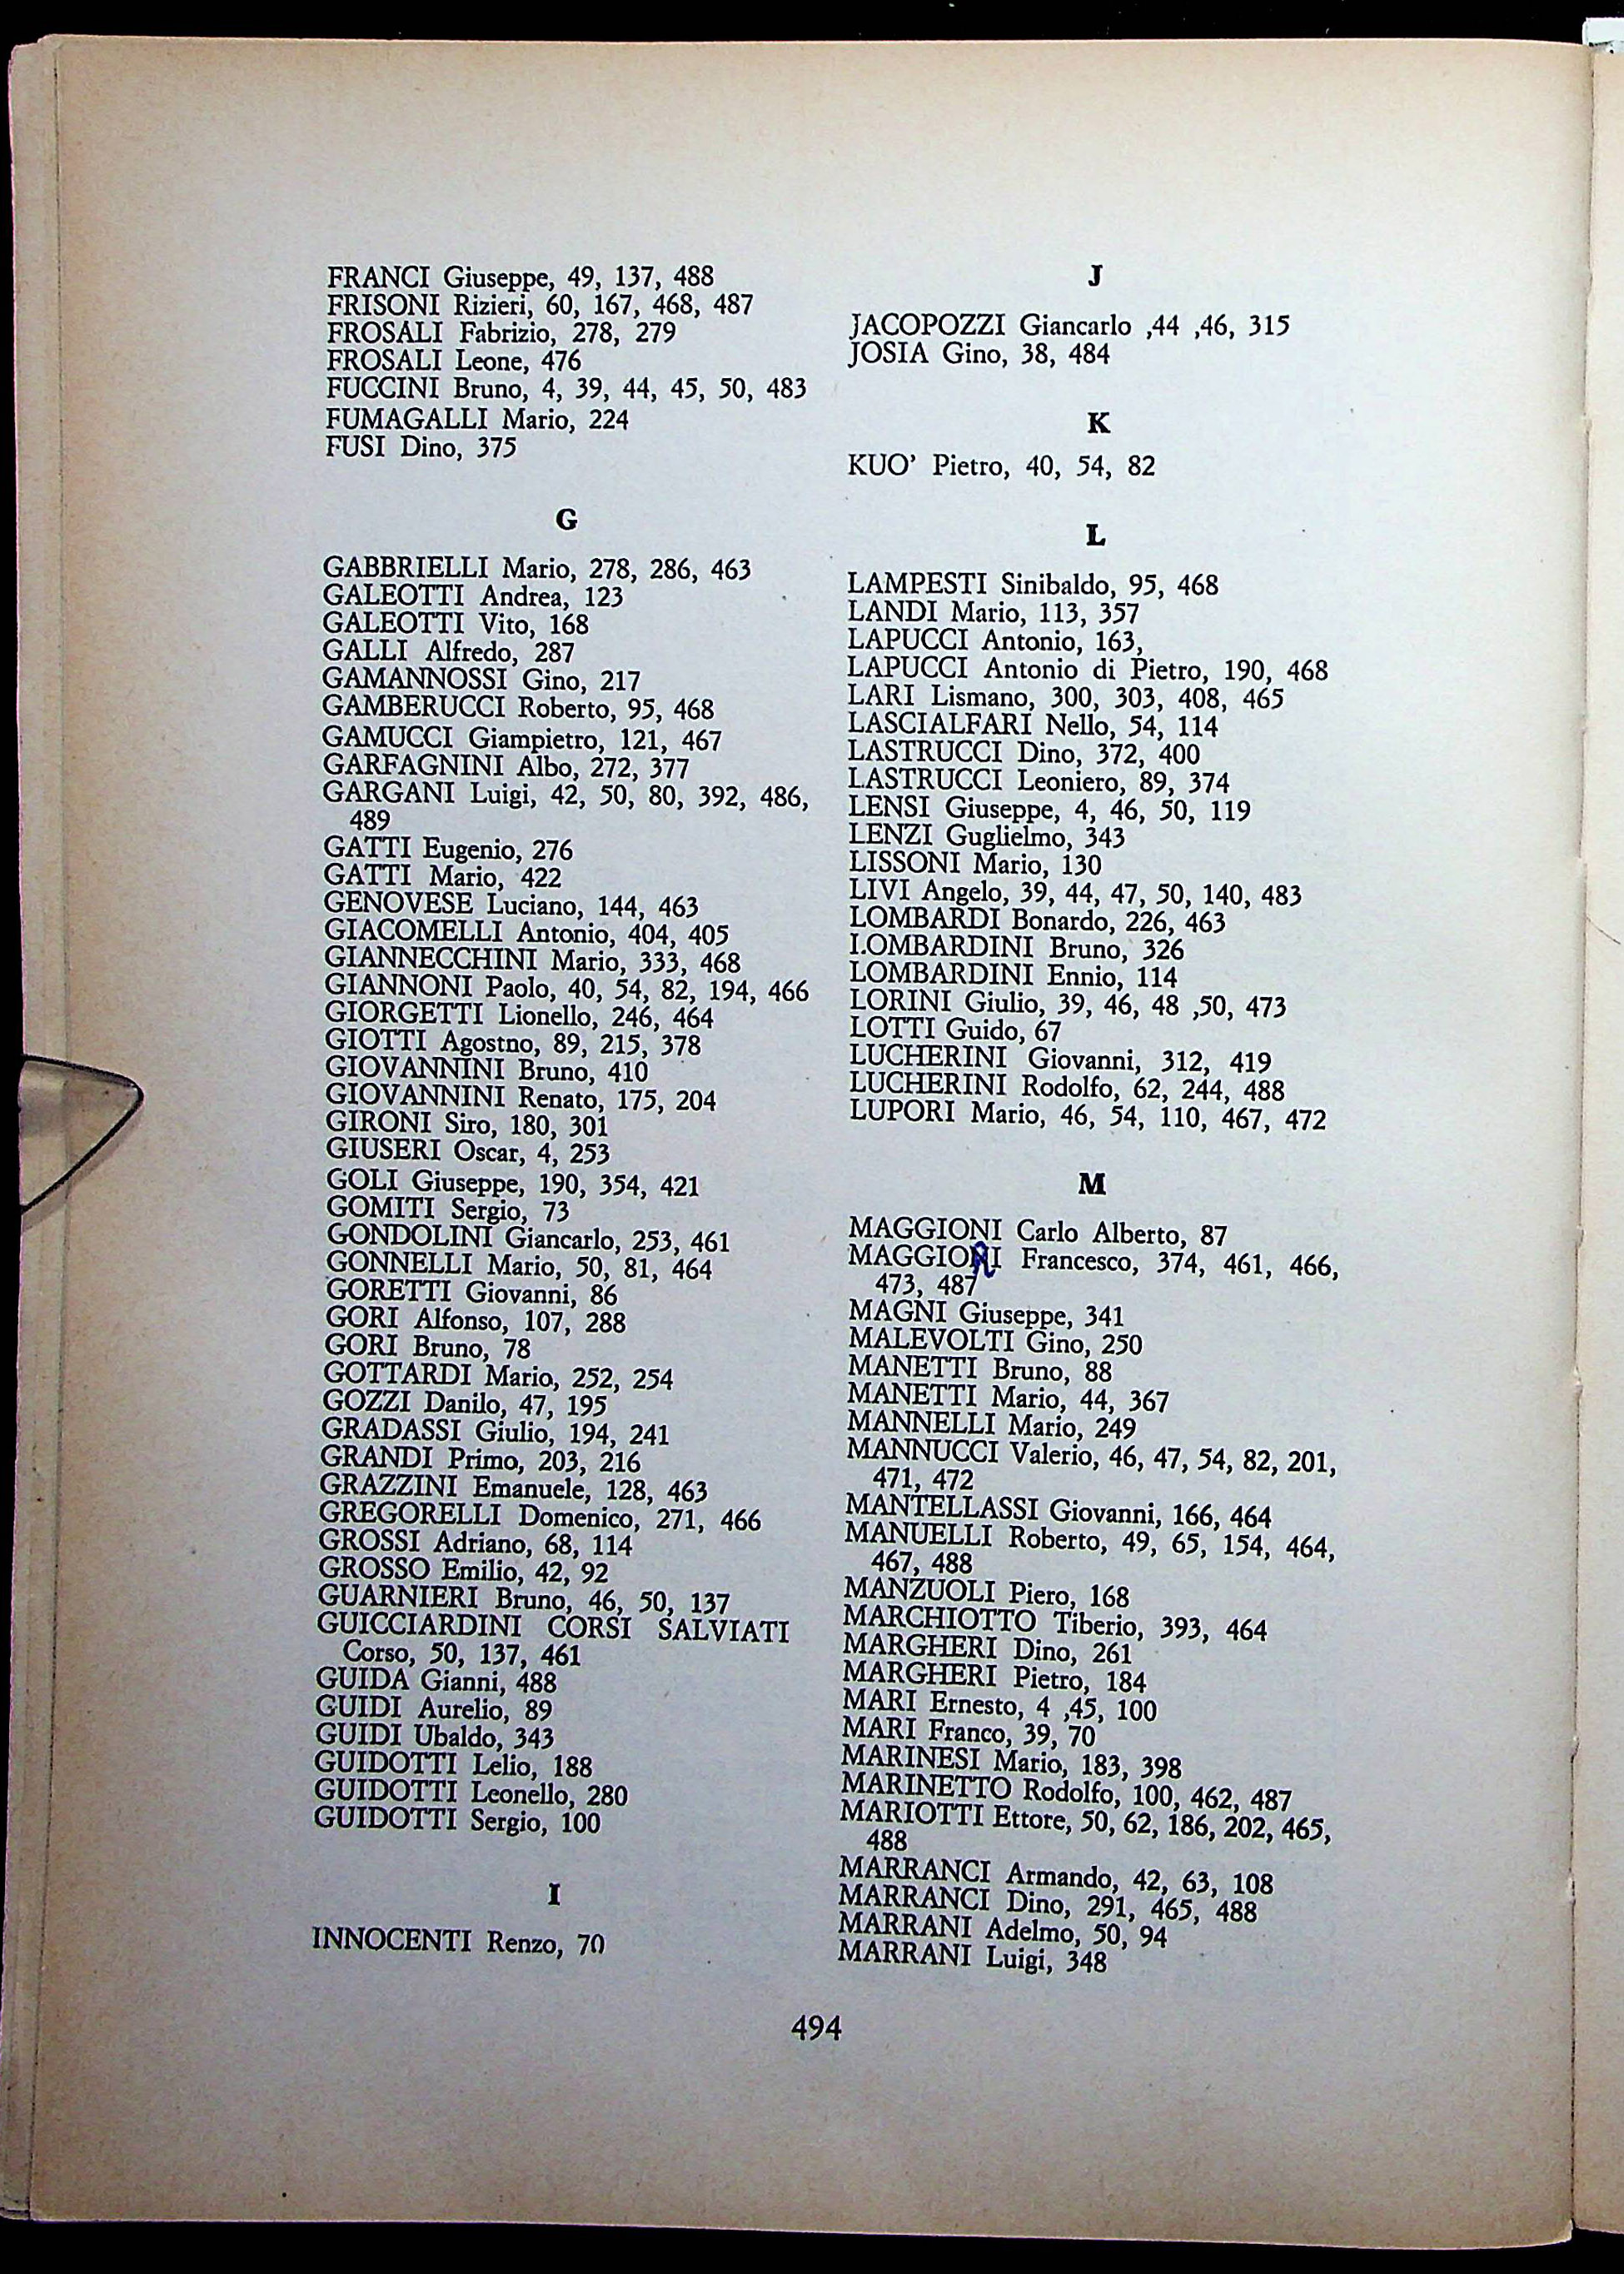 FRANCI Giuseppe, 49, 137, 488
FRISONI Rizieri, 60, 167, 468, 487
FROSALI Fabrizio, 278, 279
FROSALI Leone, 476
FUCCINI Bruno, 4, 39, 44, 45, 50, 483
FUMAGALLI Mario, 224
FUSI Dino, 375
G
GABBRIELLI Mario, 278, 286, 463
GALEOTTI Andrea, 123
GALEOTTI Vito, 168
GALLI Alfredo, 287
GAMANNOSSI Gino, 217
GAMBERUCCI Roberto, 95, 468
GAMUCCI Giampietro, 121, 467
GARFAGNINI Albo, 272, 377
GARGANI Luigi, 42, 50, 80, 392, 486,
489
GATTI Eugenio, 276
GATTI Mario, 422
GENOVESE Luciano, 144, 463
GIACOMELLI Antonio, 404, 405
GIANNECCHINI Mario, 333, 468
GIANNONI Paolo, 40, 54, 82, 194, 466
GIORGETTI Lionello, 246, 464
GIOTTI Agostno, 89, 215, 378
GIOVANNINI Bruno, 410
GIOVANNINI Renato, 175, 204
GIRONI Siro, 180, 301
GIUSERI Oscar, 4, 253
GOLI Giuseppe, 190, 354, 421
GOMITI Sergio, 73
GONDOLINI Giancarlo, 253, 461
GONNELLI Mario, 50, 81, 464
GORETTI Giovanni, 86
GORI Alfonso, 107, 288
GORI Bruno, 78
GOTTARDI Mario, 252, 254
GOZZI Danilo, 47, 195
GRADASSI Giulio, 194, 241
GRANDI Primo, 203, 216
GRAZZINI Emanuele, 128, 463
GREGORELLI Domenico, 271, 466
GROSSI Adriano, 68, 114
GROSSO Emilio, 42, 92
GUARNIERI Bruno, 46, 50, 137
GUICCIARDINI CORSI SALVIATI
Corso, 50, 137, 461
GUIDA Gianni, 488
GUIDI Aurelio, 89
GUIDI Ubaldo, 343
GUIDOTTI Lelio, 188
GUIDOTTI Leonello, 280
GUIDOTTI Sergio, 100
I
INNOCENTI Renzo, 70
J
JACOPOZZI Giancarlo ,44 ,46, 315
JOSIA Gino, 38, 484
K
KUO' Pietro, 40, 54, 82
L
LAMPESTI Sinibaldo, 95, 468
LANDI Mario, 113, 357
LAPUCCI Antonio, 163,
LAPUCCI Antonio di Pietro, 190, 468
LARI Lismano, 300, 303, 408, 465
LASCIALFARI Nello, 54, 114
LASTRUCCI Dino, 372, 400
LASTRUCCI Leoniero, 89, 374
LENSI Giuseppe, 4, 46, 50, 119
LENZI Guglielmo, 343
LISSONI Mario, 130
LIVI Angelo, 39, 44, 47, 50, 140, 483
LOMBARDI Bonardo, 226, 463
LOMBARDINI Bruno, 326
LOMBARDINI Ennio, 114
LORINI Giulio, 39, 46, 48 ,50, 473
LOTTI Guido, 67
LUCHERINI Giovanni, 312, 419
LUCHERINI Rodolfo, 62, 244, 488
LUPORI Mario, 46, 54, 110, 467, 472
M
MAGGIONI Carlo Alberto, 87
MAGGIORI Francesco, 374, 461, 466,
473, 487
MAGNI Giuseppe, 341
MALEVOLTI Gino, 250
MANETTI Bruno, 88
MANETTI Mario, 44, 367
MANNELLI Mario, 249
MANNUCCI Valerio, 46, 47, 54, 82, 201,
471, 472
MANTELLASSI Giovanni, 166, 464
MANUELLI Roberto, 49, 65, 154, 464,
467, 488
MANZUOLI Piero, 168
MARCHIOTTO Tiberio, 393, 464
MARGHERI Dino, 261
MARGHERI Pietro, 184
MARI Ernesto, 4 ,45, 100
MARI Franco, 39, 70
MARINESI Mario, 183, 398
MARINETTO Rodolfo, 100, 462, 487
MARIOTTI Ettore, 50, 62, 186, 202, 465,
488
MARRANCI Armando, 42, 63, 108
MARRANCI Dino, 291, 465, 488
MARRANI Adelmo, 50, 94
MARRANI Luigi, 348
494